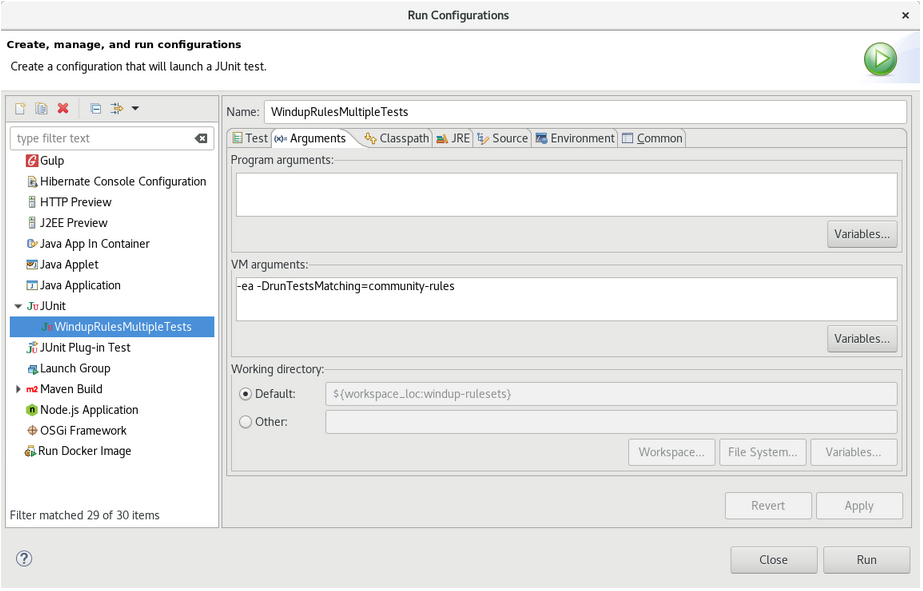 Run Configurations
Create, manage, and run configurations
Create a configuration that will launch a JUnit test.
type filter text
Gulp
Hibernate Console Configuration
HTTP Preview
J2EE Preview
Java App In Container
Java Applet
Java Application
JUnit
WindupRulesMultipleTests
JUnit Plug-in Test
Launch Group
Maven Build
Node.js Application
OSGi Framework
Run Docker Image
Filter matched 29 of 30 items
Name: WindupRulesMultipleTests
Test Arguments Classpath JRE Source Environment Common
Program arguments:
Variables...
VM arguments:
-ea -DrunTestsMatching=community-rules
Variables...
Working directory:
Default: ${workspace_loc:windup-rulesets}
Other:
Workspace... File System... Variables...
Revert Apply
Close Run